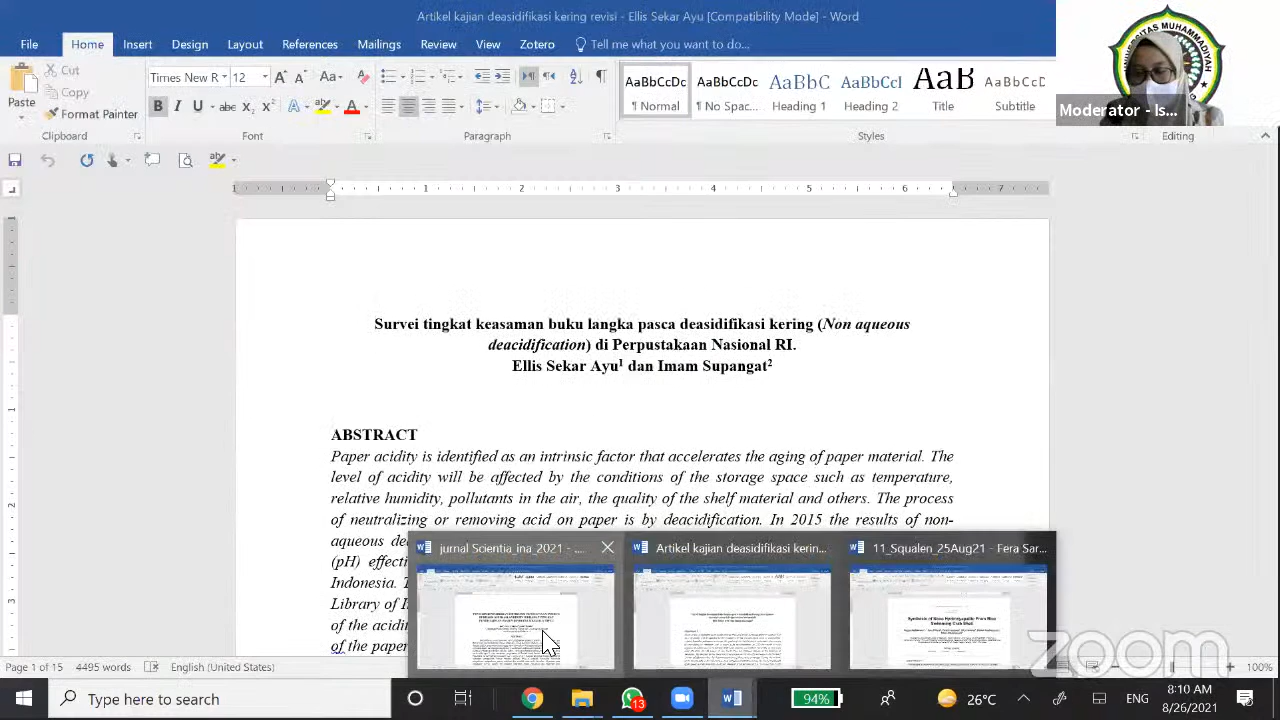 Artikel kajian deasidifikasi kering revisi - Ellis Sekar Ayu [Compatibility Mode] - Word
File Home Insert Design Layout References Mailings Review View Zotero Tell me what you want to do...
UNIVERSITAS MUHAMMADIYAH
Moderator - Is...
Paste
Cut
Copy
Format Painter
Times New R 12
AaBbCcDc AaBbCcDc AaBbC AaBbCcI AaB AaBbCcD
¶ Normal ¶ No Spac... Heading 1 Heading 2 Title Subtitle
Clipboard Font Paragraph Styles Editing
1 1 2 3 4 5 6 7
Survei tingkat keasaman buku langka pasca deasidifikasi kering (Non aqueous
deacidification) di Perpustakaan Nasional RI.
Ellis Sekar Ayu1 dan Imam Supangat2
ABSTRACT
Paper acidity is identified as an intrinsic factor that accelerates the aging of paper material. The
level of acidity will be affected by the conditions of the storage space such as temperature,
relative humidity, pollutants in the air, the quality of the shelf material and others. The process
of neutralizing or removing acid on paper is by deacidification. In 2015 the results of non-
aqueous
(pH)
Indonesia.
Library of
of the
of the paper
jurnal Scientia_ina_2021 - ....
Artikel kajian deasidifikasi kerin...
11_Squalen_25Aug21 - Fera Sar...
zoom
4495 words English (United States) 100%
Type here to search
13
94%
26°C
ENG
8:10 AM
8/26/2021